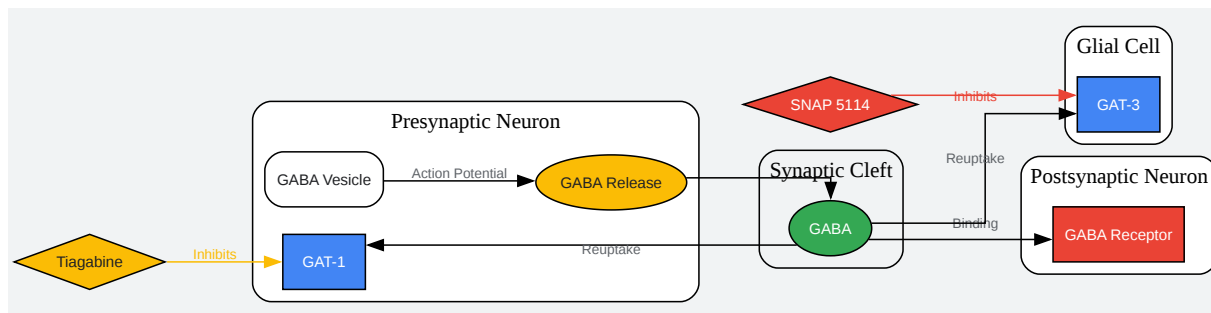 Glial Cell
SNAP 5114
Inhibits
GAT-3
Presynaptic Neuron
GABA Vesicle
Action Potential
GABA Release
Synaptic Cleft
GABA
Reuptake
Postsynaptic Neuron
Binding
GABA Receptor
Tiagabine
Inhibits
GAT-1
Reuptake